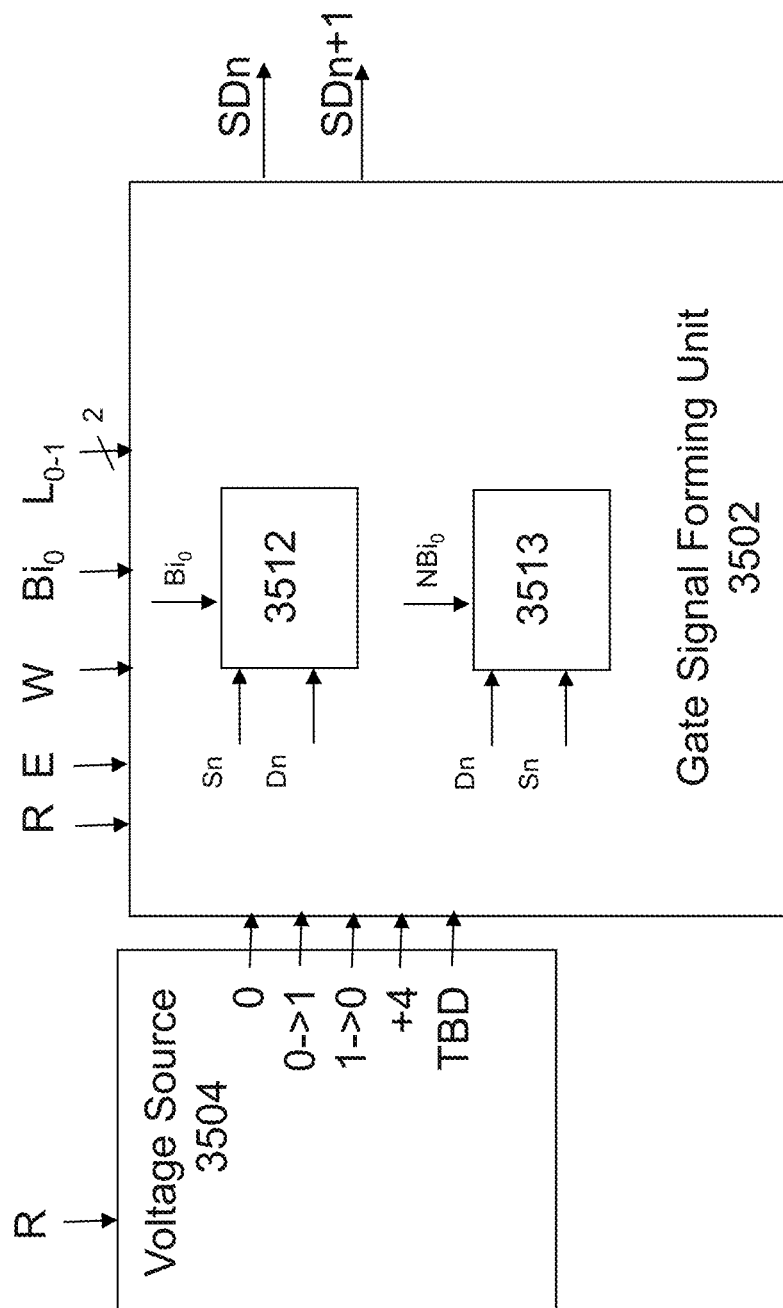 R
Voltage Source
3504
0
0->1
1->0
+4
TBD
R
E
W
Bi0
L0-1
2
Bi0
Sn
Dn
3512
NBi0
Dn
Sn
3513
Gate Signal Forming Unit
3502
SDn
SDn+1